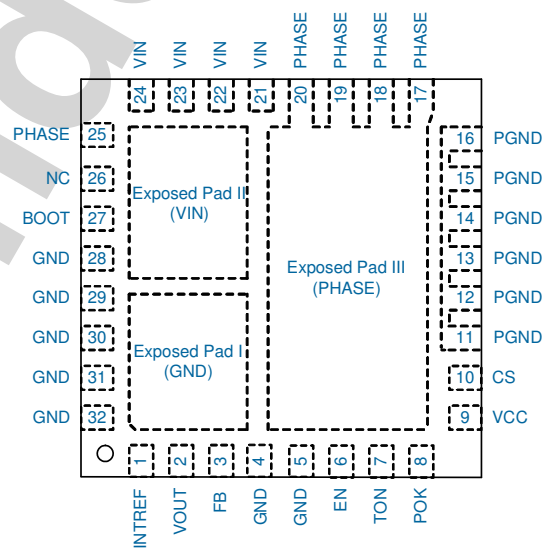 VIN VIN VIN VIN PHASE PHASE PHASE PHASE
24 23 22 21 20 19 18 17
PHASE 25
NC 26
BOOT 27
GND 28
GND 29
GND 30
GND 31
GND 32
Exposed Pad II
(VIN)
Exposed Pad I
(GND)
Exposed Pad III
(PHASE)
16 PGND
15 PGND
14 PGND
13 PGND
12 PGND
11 PGND
10 CS
9 VCC
1 2 3 4 5 6 7 8
INTREF VOUT FB GND GND EN TON POK